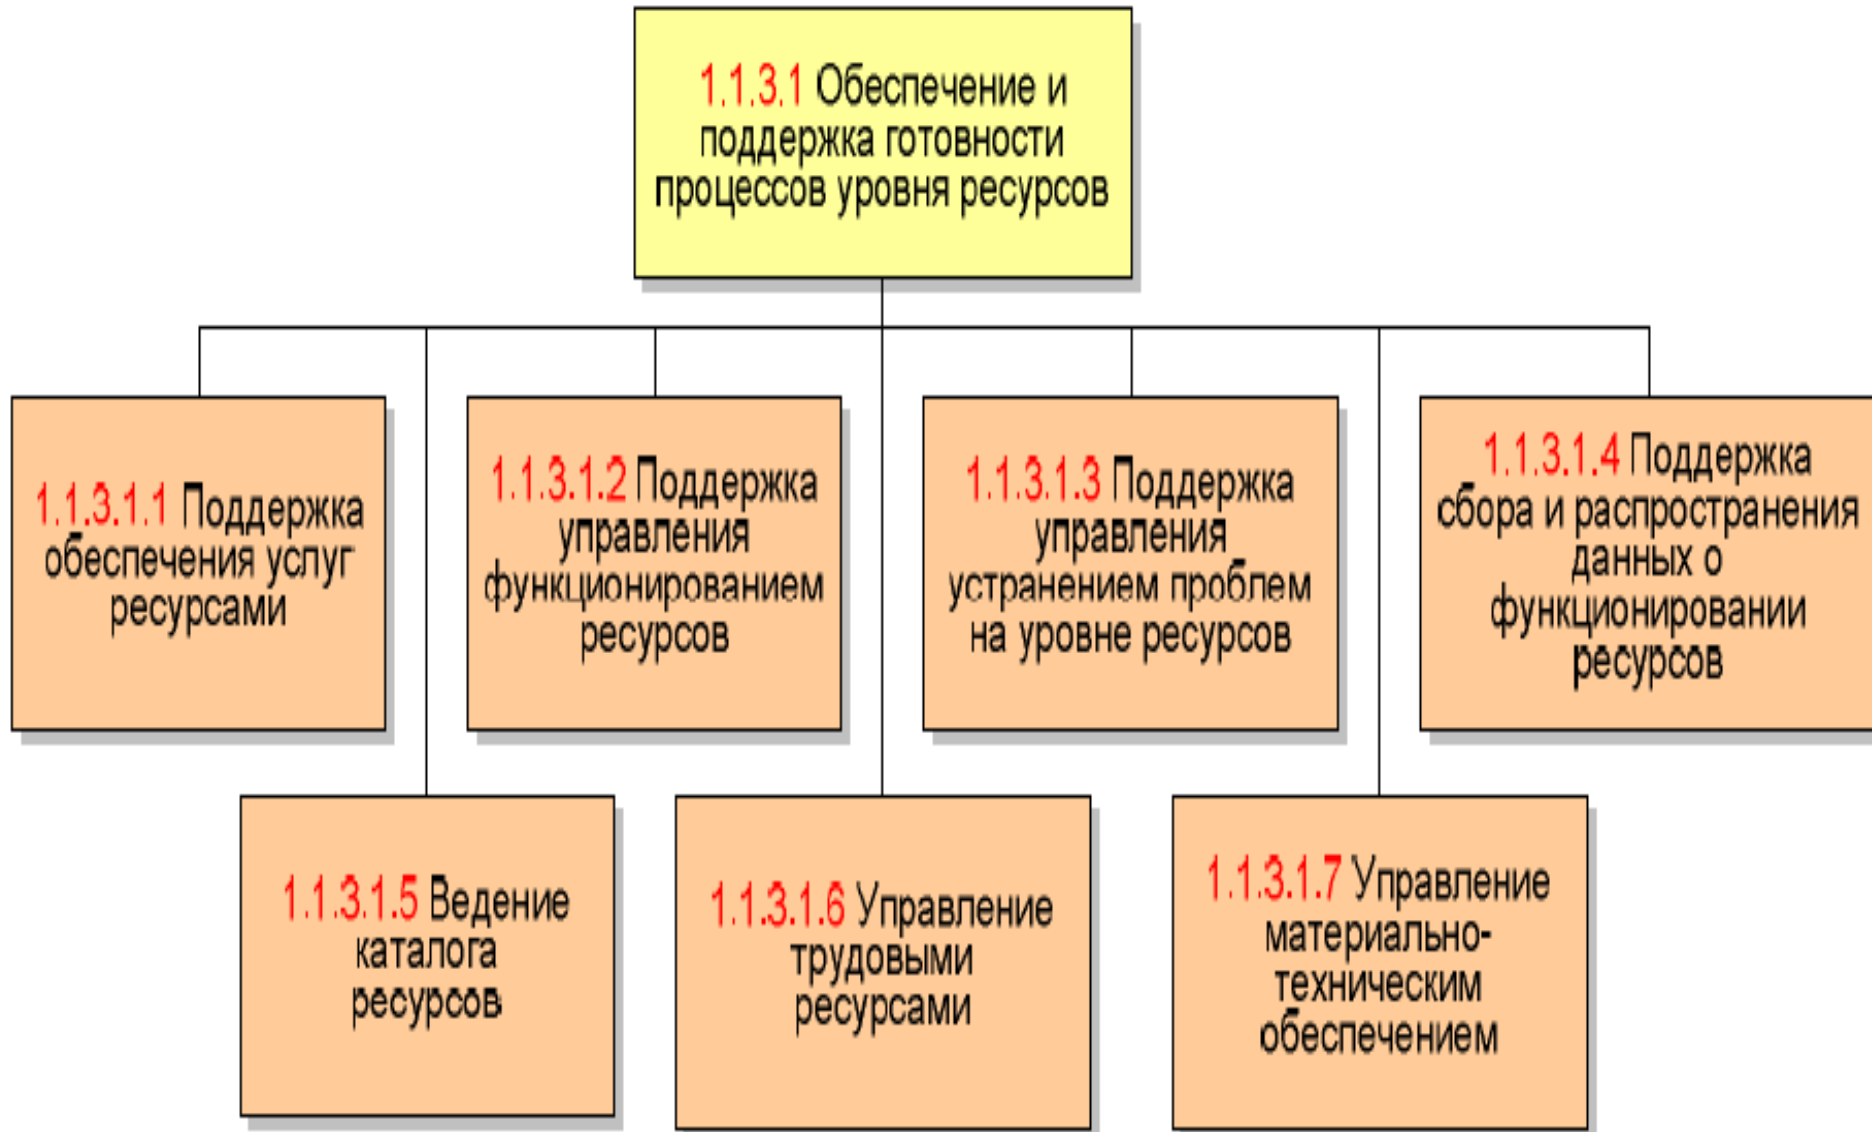 1.1.3.1 Обеспечение и
поддержка готовности
процессов уровня ресурсов
1.1.3.1.1 Поддержка
обеспечения услуг
ресурсами
1.1.3.1.2 Поддержка
управления
функционированием
ресурсов
1.1.3.1.3 Поддержка
управления
устранением проблем
на уровне ресурсов
1.1.3.1.4 Поддержка
сбора и распространения
данных о
функционировании
ресурсов
1.1.3.1.5 Ведение
каталога
ресурсов
1.1.3.1.6 Управление
трудовыми
ресурсами
1.1.3.1.7 Управление
материально-
техническим
обеспечением